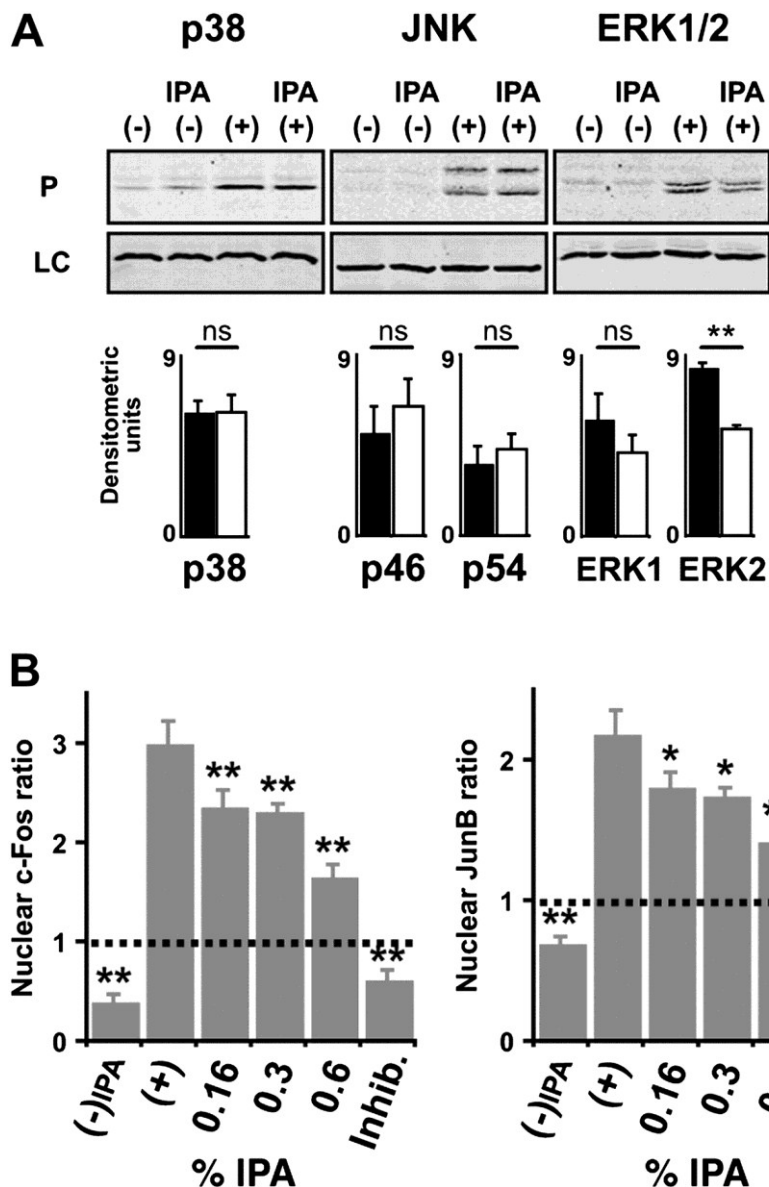 A p38 JNK ERK1/2
IPA IPA IPA IPA IPA IPA
(-) (-) (+) (+) (-) (-) (+) (+) (-) (-) (+) (+)
P
LC
ns ns ns ns **
9 9 9 9 9
Densitometric
units
0 0 0 0 0
p38 p46 p54 ERK1 ERK2
B
Nuclear c-Fos ratio
3
2
1
0
** ** ** ** **
(-)IPA (+) 0.16 0.3 0.6 Inhib.
% IPA
Nuclear JunB ratio
2
1
0
** * * *
(-)IPA (+) 0.16 0.3
% IPA